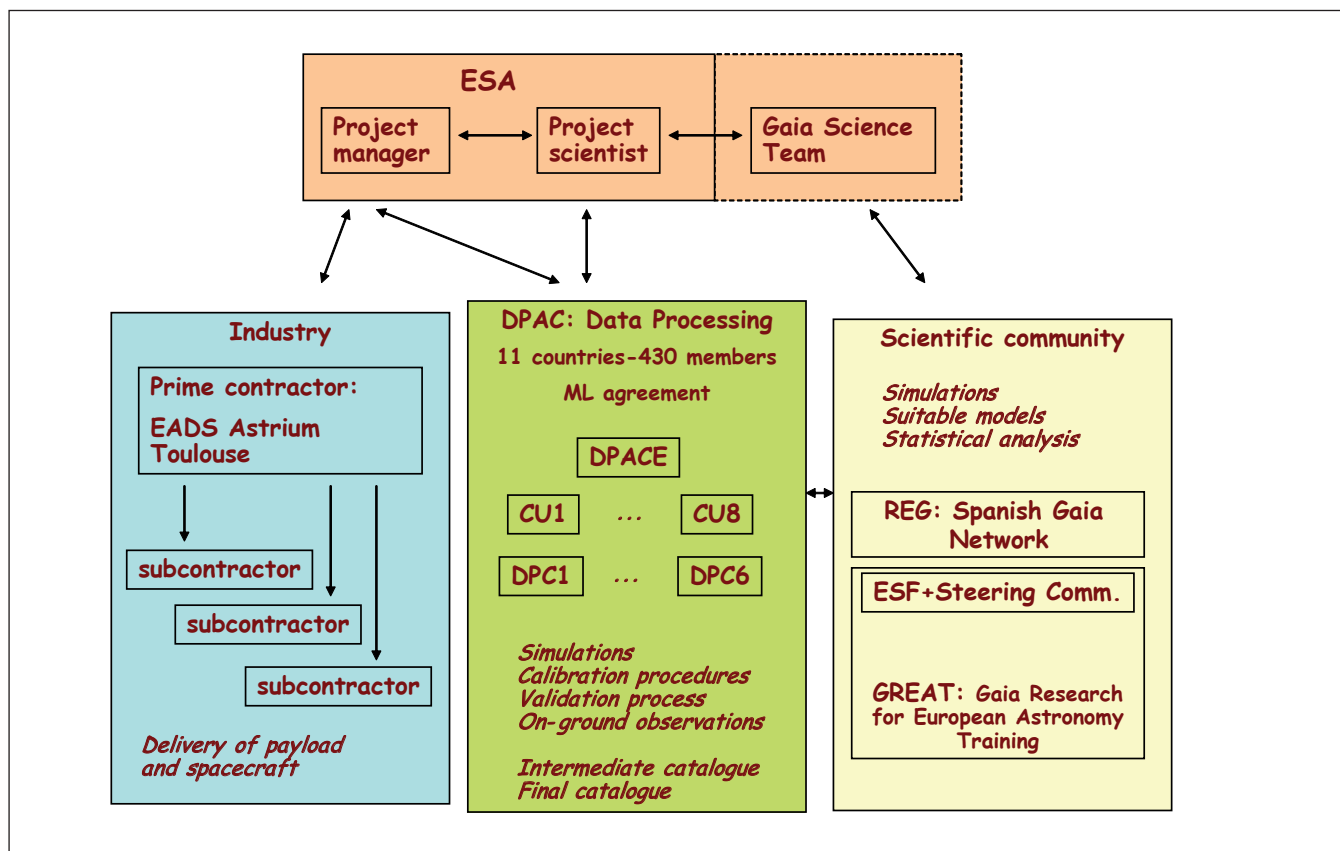 ESA
Project
manager
Project
scientist
Gaia Science
Team
Industry
Prime contractor:
EADS Astrium
Toulouse
subcontractor
subcontractor
subcontractor
Delivery of payload
and spacecraft
DPAC: Data Processing
11 countries-430 members
ML agreement
DPACE
CU1 ... CU8
DPC1 ... DPC6
Simulations
Calibration procedures
Validation process
On-ground observations
Intermediate catalogue
Final catalogue
Scientific community
Simulations
Suitable models
Statistical analysis
REG: Spanish Gaia
Network
ESF+Steering Comm.
GREAT: Gaia Research
for European Astronomy
Training